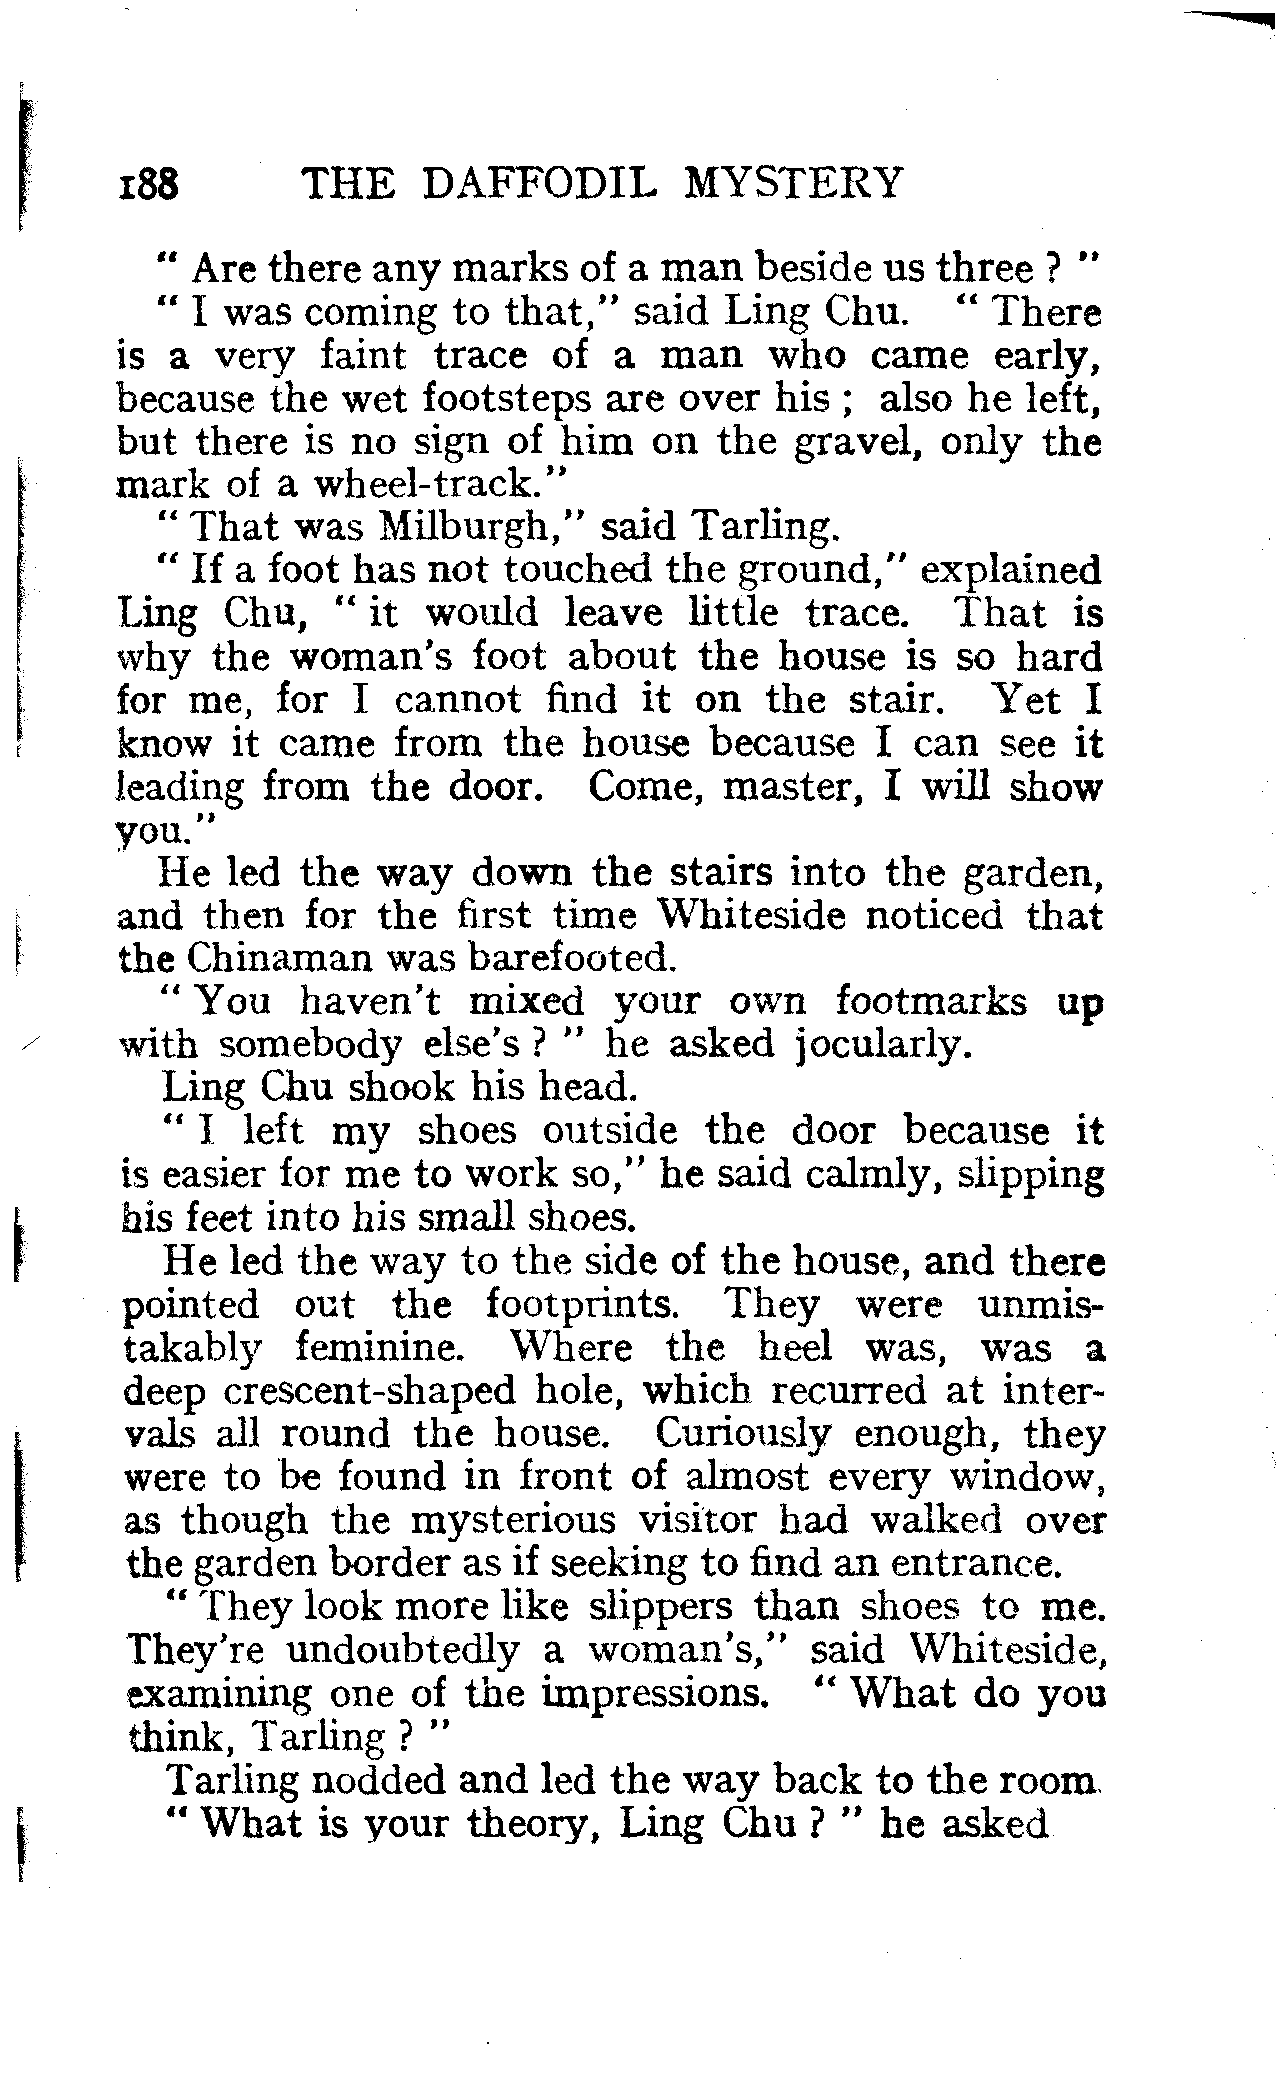 188 THE DAFFODIL MYSTERY
“ Are there any marks of a man beside us three ? ”
“ I was coming to that,” said Ling Chu. “ There
is a very faint trace of a man who came early,
because the wet footsteps are over his ; also he left,
but there is no sign of him on the gravel, only the
mark of a wheel-track.”
“ That was Milburgh,” said Tarling.
“ If a foot has not touched the ground,” explained
Ling Chu, “ it would leave little trace. That is
why the woman's foot about the house is so hard
for me, for I cannot find it on the stair. Yet I
know it came from the house because I can see it
leading from the door. Come, master, I will show
you.”
He led the way down the stairs into the garden,
and then for the first time Whiteside noticed that
the Chinaman was barefooted.
“ You haven't mixed your own footmarks up
with somebody else's ? ” he asked jocularly.
Ling Chu shook his head.
“ I left my shoes outside the door because it
is easier for me to work so,” he said calmly, slipping
his feet into his small shoes.
He led the way to the side of the house, and there
pointed out the footprints. They were unmis-
takably feminine. Where the heel was, was a
deep crescent-shaped hole, which recurred at inter-
vals all round the house. Curiously enough, they
were to be found in front of almost every window,
as though the mysterious visitor had walked over
the garden border as if seeking to find an entrance.
“ They look more like slippers than shoes to me.
They're undoubtedly a woman's,” said Whiteside,
examining one of the impressions. “ What do you
think, Tarling ? ”
Tarling nodded and led the way back to the room.
“ What is your theory, Ling Chu ? ” he asked